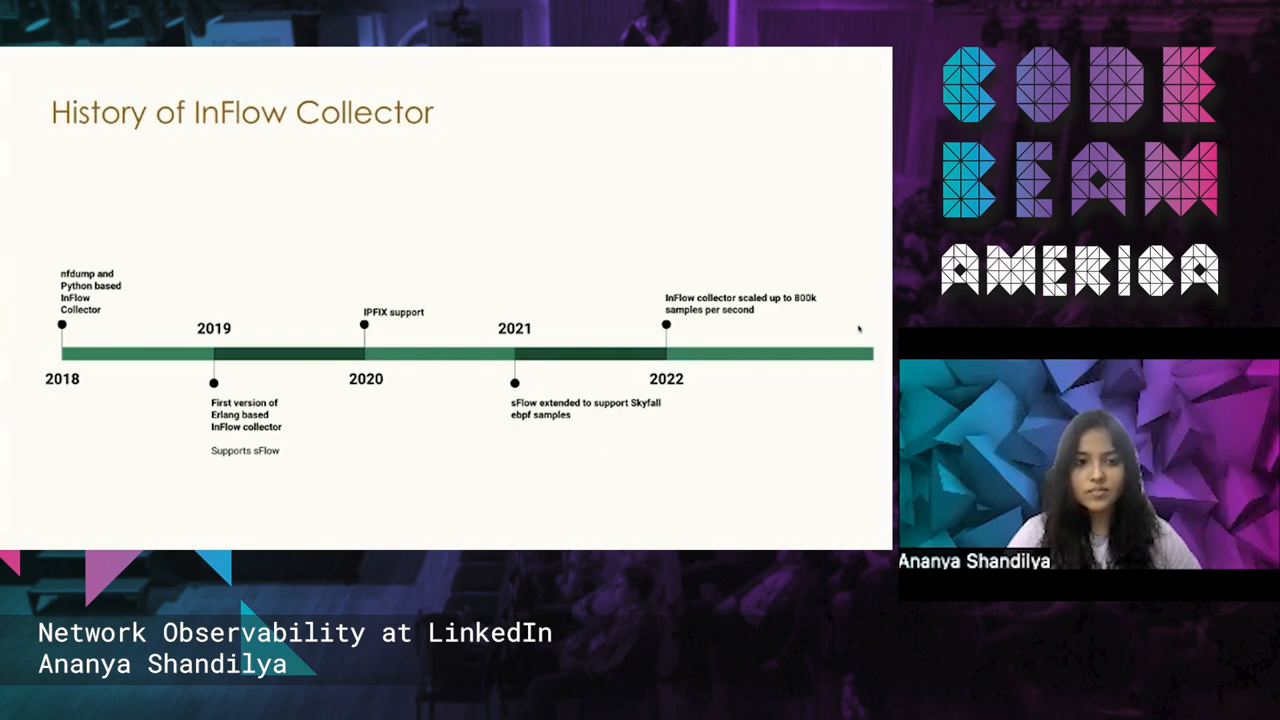 History of InFlow Collector
nfdump and
Python based
InFlow
Collector
2018
2019
First version of
Erlang based
InFlow collector
Supports sFlow
IPFIX support
2020
2021
sFlow extended to support Skyfall
ebpf samples
InFlow collector scaled up to 800k
samples per second
2022
CODE
BEAM
AMERICA
Ananya Shandilya
Network Observability at LinkedIn
Ananya Shandilya